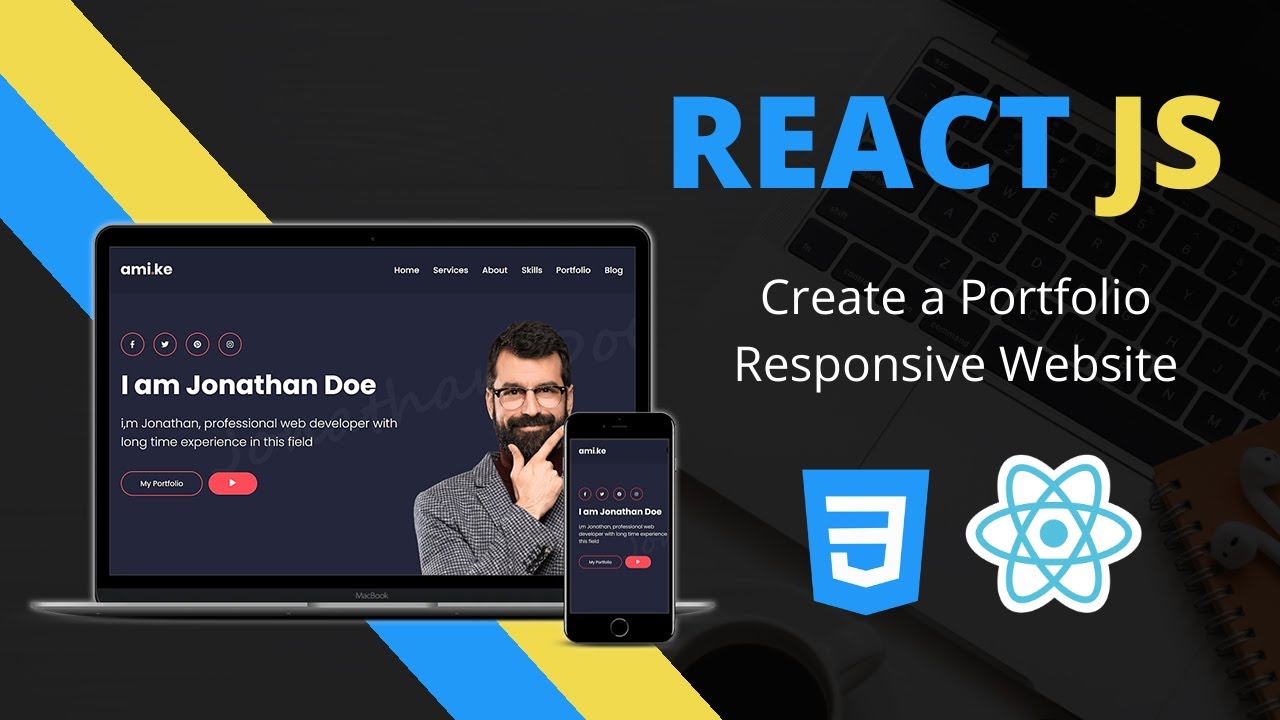 REACT JS
Create a Portfolio
Responsive Website
ami.ke
Home Services About Skills Portfolio Blog
I am Jonathan Doe
i,m Jonathan, professional web developer with
long time experience in this field
My Portfolio
MacBook
ami.ke
I am Jonathan Doe
i,m Jonathan, professional web
developer with long time experience
this field
My Portfolio